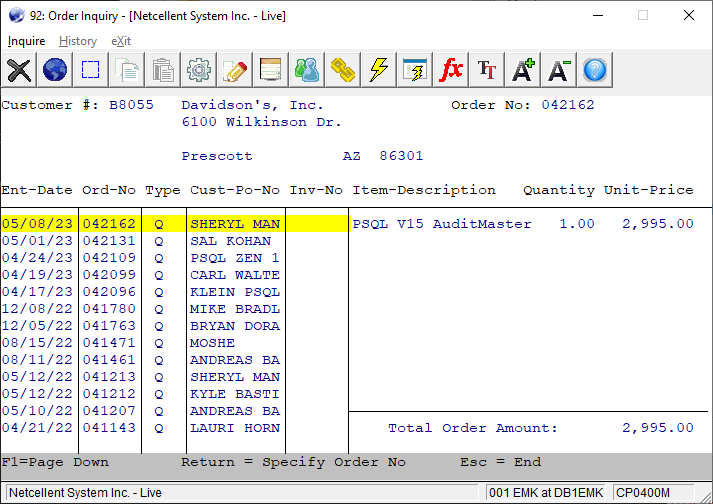 92: Order Inquiry - [Netcellent System Inc. - Live]
Inquire History eXit
fx TT A+ A-  ?
Customer #: B8055 Davidson's, Inc. Order No: 042162
6100 Wilkinson Dr.
Prescott AZ 86301
Ent-Date Ord-No Type Cust-Po-No Inv-No Item-Description Quantity Unit-Price
05/08/23 042162 Q SHERYL MAN PSQL V15 AuditMaster 1.00 2,995.00
05/01/23 042131 Q SAL KOHAN
04/24/23 042109 Q PSQL ZEN 1
04/19/23 042099 Q CARL WALTE
04/17/23 042096 Q KLEIN PSQL
12/08/22 041780 Q MIKE BRADL
12/05/22 041763 Q BRYAN DORA
08/15/22 041471 Q MOSHE
08/11/22 041461 Q ANDREAS BA
05/12/22 041213 Q SHERYL MAN
05/12/22 041212 Q KYLE BASTI
05/10/22 041207 Q ANDREAS BA
04/21/22 041143 Q LAURI HORN Total Order Amount: 2,995.00
F1=Page Down Return = Specify Order No Esc = End
Netcellent System Inc. - Live 001 EMK at DB1EMK CP0400M